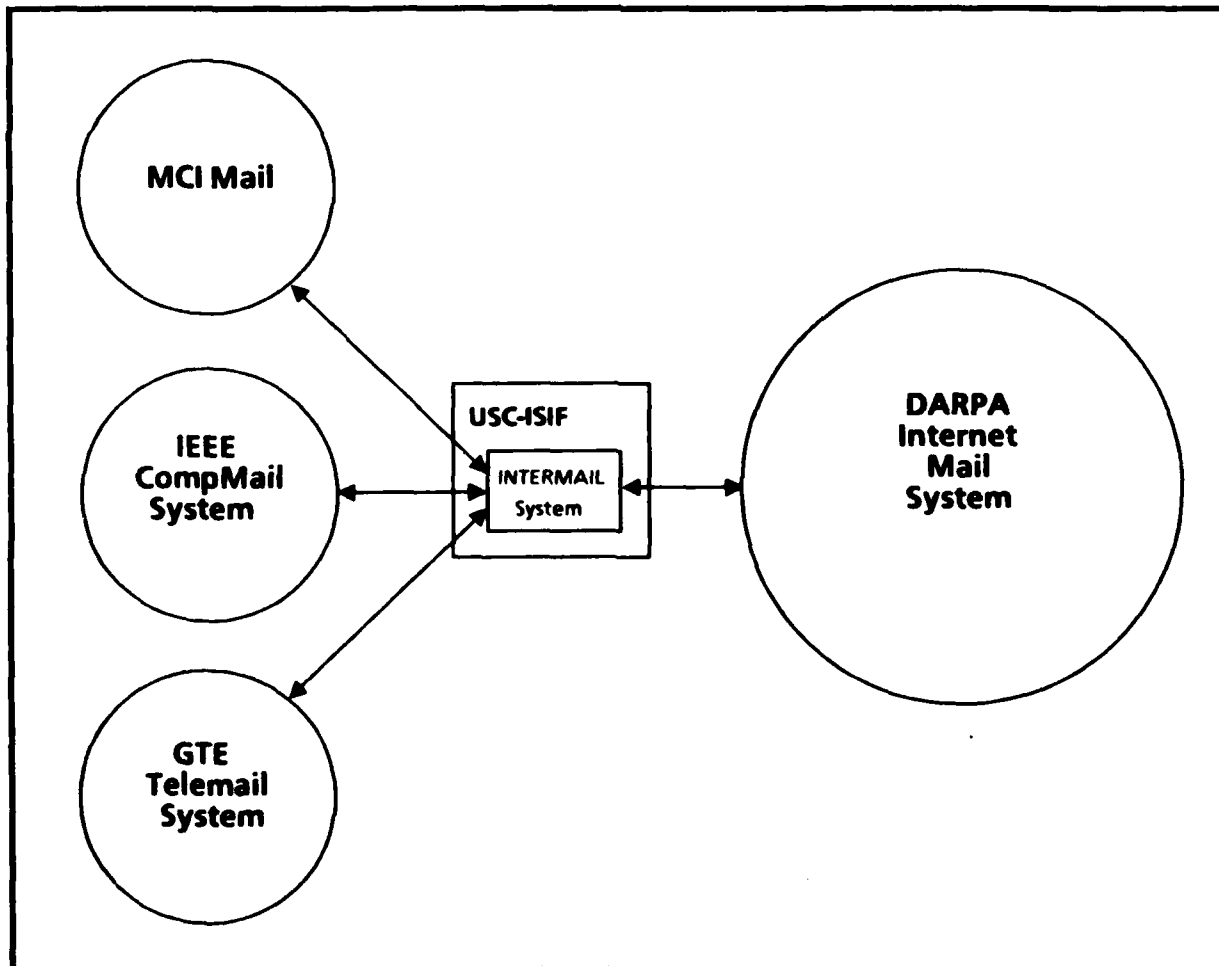 MCI Mail
IEEE
CompMail
System
GTE
Telemail
System
USC-ISIF
INTERMAIL
System
DARPA
Internet
Mail
System